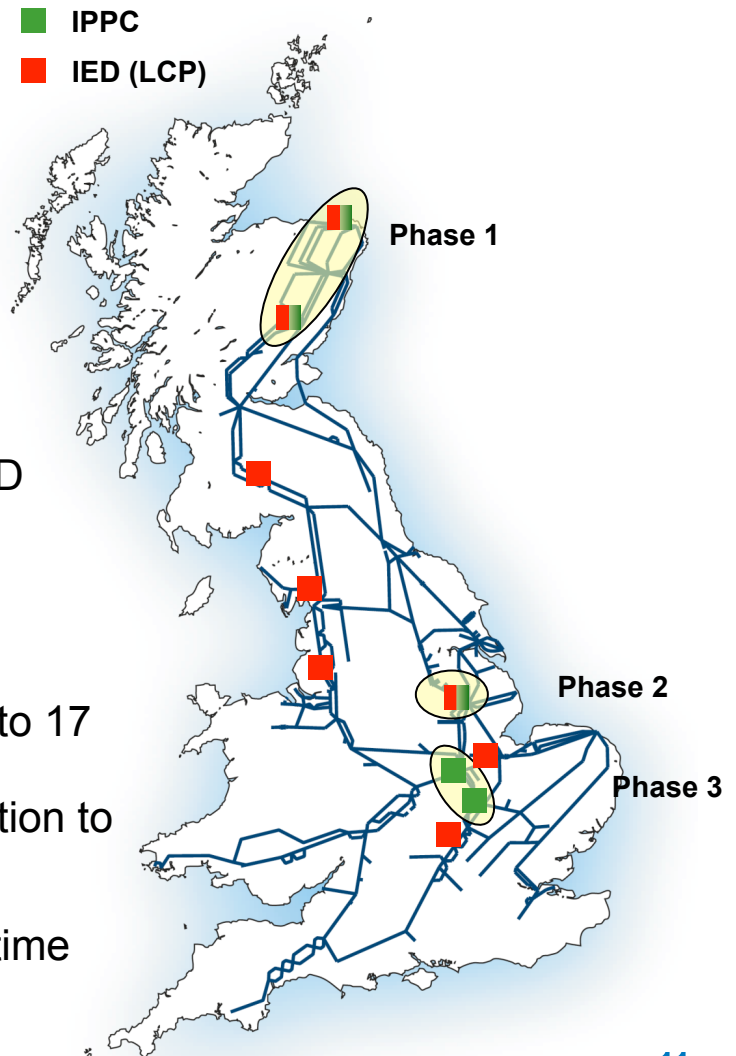 IPPC
IED (LCP)
Phase 1
D
Phase 2
to 17
Phase 3
tion to
time